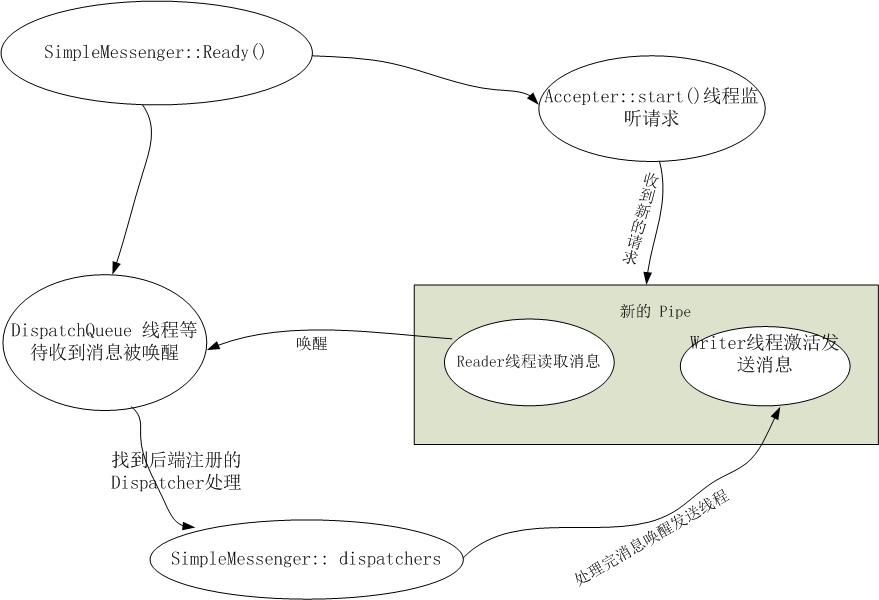 SimpleMessenger::Ready()
Accepter::start()线程监
听请求
收到新的请求
新的 Pipe
DispatchQueue 线程等
待收到消息被唤醒
唤醒
Reader线程读取消息
Writer线程激活发
送消息
找到后端注册的
Dispatcher处理
SimpleMessenger:: dispatchers
处理完消息唤醒发送线程